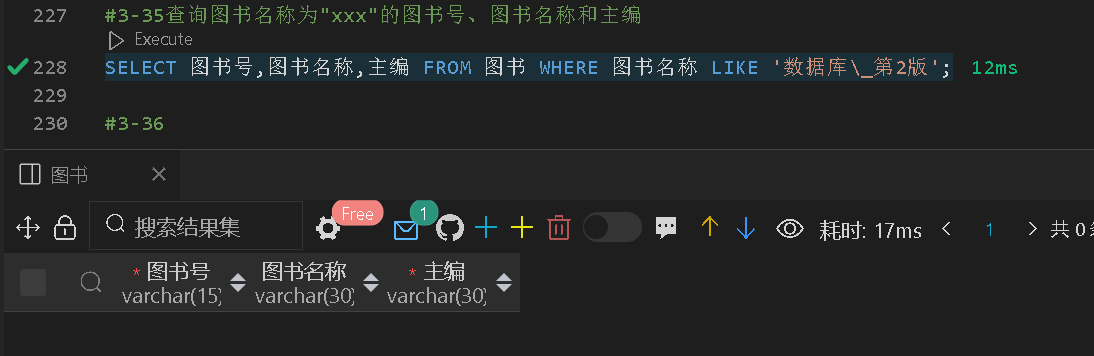 227 #3-35查询图书名称为"xxx"的图书号、图书名称和主编
Execute
228 SELECT 图书号,图书名称,主编 FROM 图书 WHERE 图书名称 LIKE '数据库\_第2版'; 12ms
229
230 #3-36
图书
搜索结果集 Free 1 耗时: 17ms 1 共 0
* 图书号 图书名称 * 主编
varchar(15) varchar(30) varchar(30)